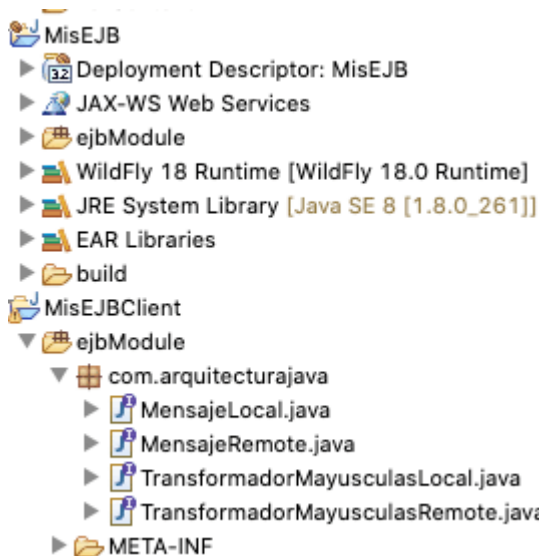 MisEJB
3.2 Deployment Descriptor: MisEJB
JAX-WS Web Services
ejbModule
WildFly 18 Runtime [WildFly 18.0 Runtime]
JRE System Library [Java SE 8 [1.8.0_261]]
EAR Libraries
build
MisEJBClient
ejbModule
com.arquitecturajava
MensajeLocal.java
MensajeRemote.java
TransformadorMayusculasLocal.java
TransformadorMayusculasRemote.java
META-INF